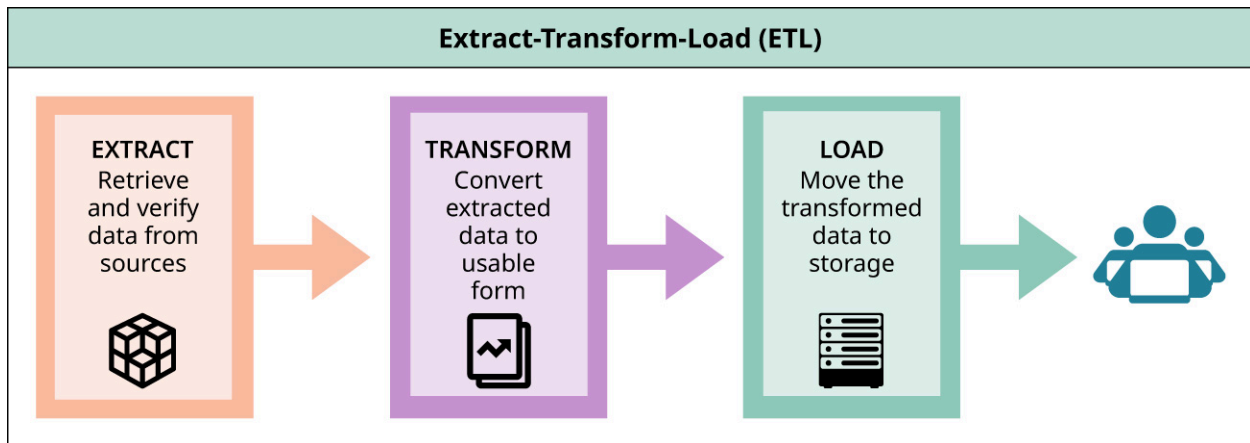 Extract-Transform-Load (ETL)
EXTRACT
Retrieve
and verify
data from
sources
TRANSFORM
Convert
extracted
data to
usable
form
LOAD
Move the
transformed
data to
storage